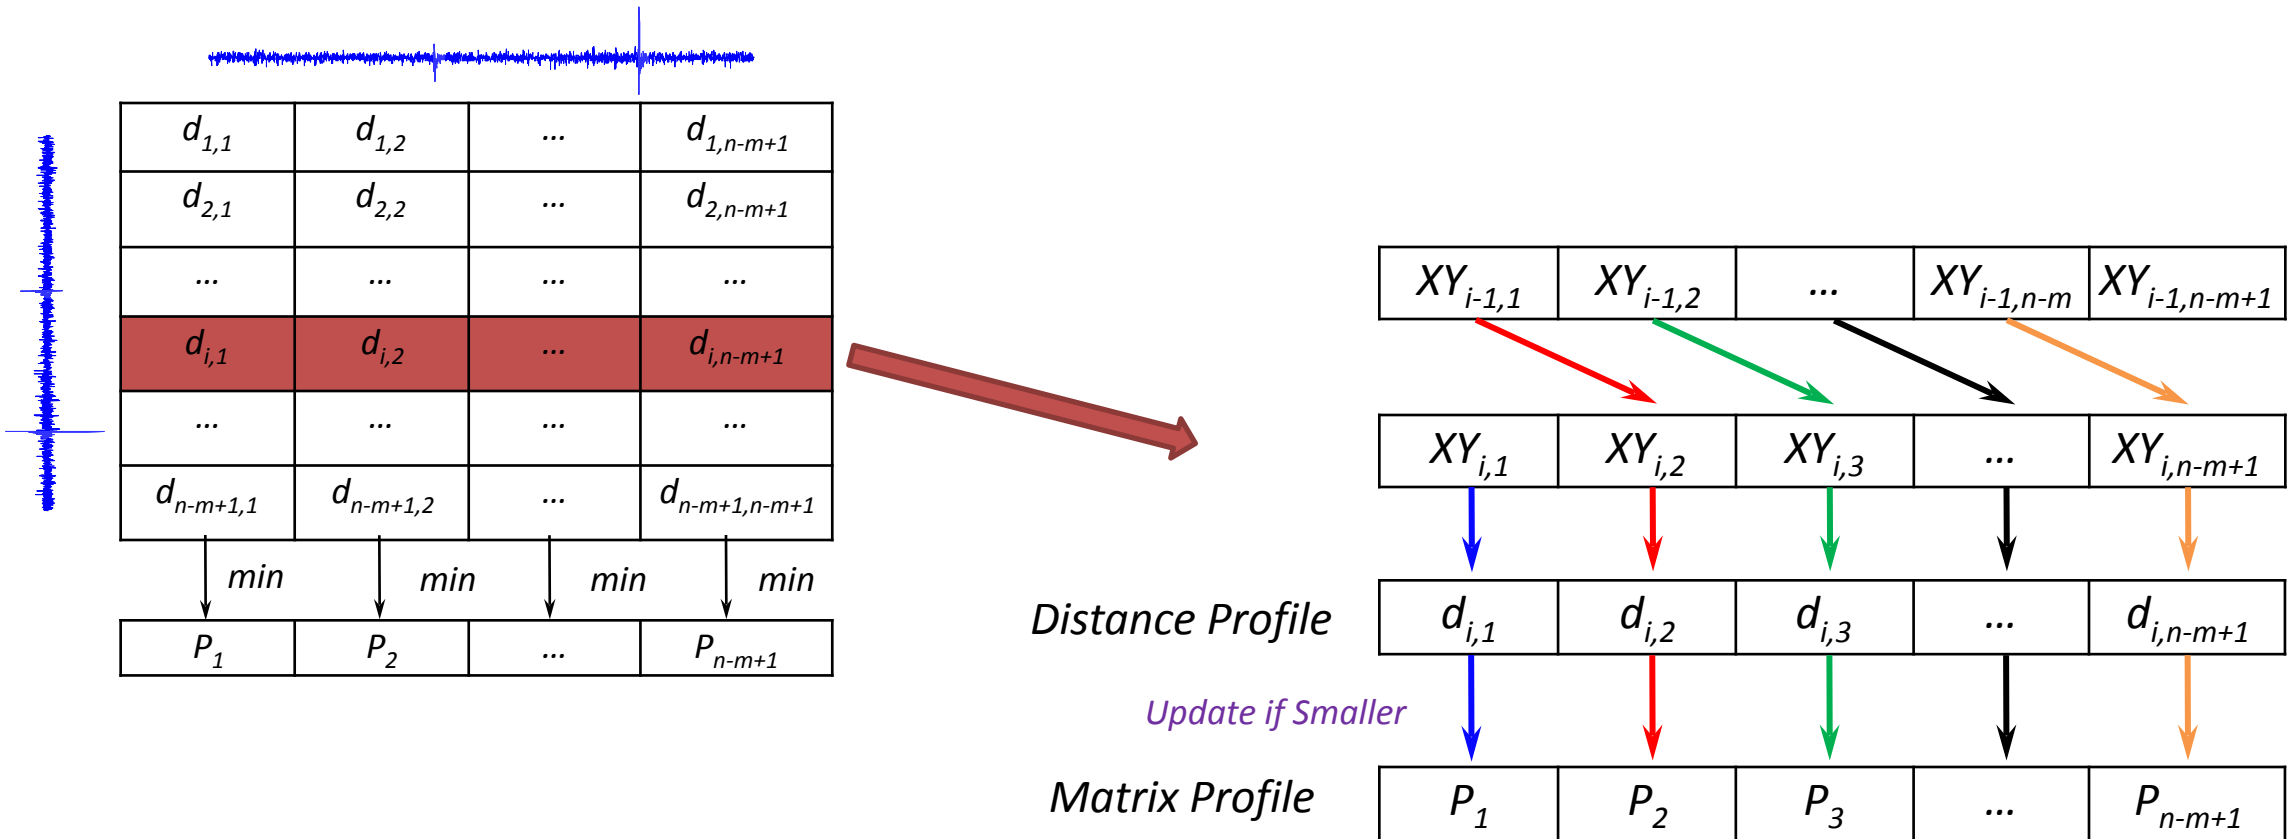 d1,1 d1,2 ... d1,n-m+1
d2,1 d2,2 ... d2,n-m+1
... ... ... ...
di,1 di,2 ... di,n-m+1
... ... ... ...
dn-m+1,1 dn-m+1,2 ... dn-m+1,n-m+1
min min min min
P1 P2 ... Pn-m+1
XYi-1,1 XYi-1,2 ... XYi-1,n-m XYi-1,n-m+1
XYi,1 XYi,2 XYi,3 ... XYi,n-m+1
Distance Profile di,1 di,2 di,3 ... di,n-m+1
Update if Smaller
Matrix Profile P1 P2 P3 ... Pn-m+1